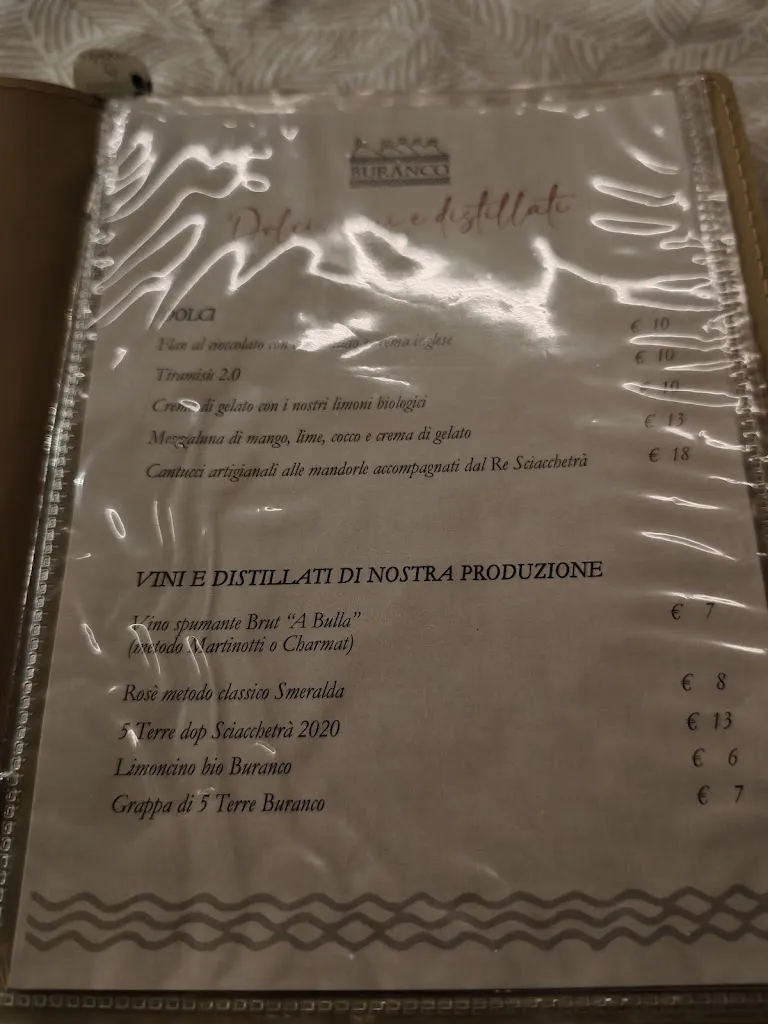 BURANCO
Dolci e distillati
DOLCI
Flan al cioccolato con crema inglese
€ 10
Tiramisù 2.0
€ 10
Crema di gelato con i nostri limoni biologici
€ 10
Mezzaluna di mango, lime, cocco e crema di gelato
€ 13
Cantucci artigianali alle mandorle accompagnati dal Re Sciacchetrà
€ 18
VINI E DISTILLATI DI NOSTRA PRODUZIONE
Vino spumante Brut “A Bulla”
€ 7
(metodo Martinotti o Charmat)
Rosè metodo classico Smeralda
€ 8
5 Terre dop Sciacchetrà 2020
€ 13
Limoncino bio Buranco
€ 6
Grappa di 5 Terre Buranco
€ 7